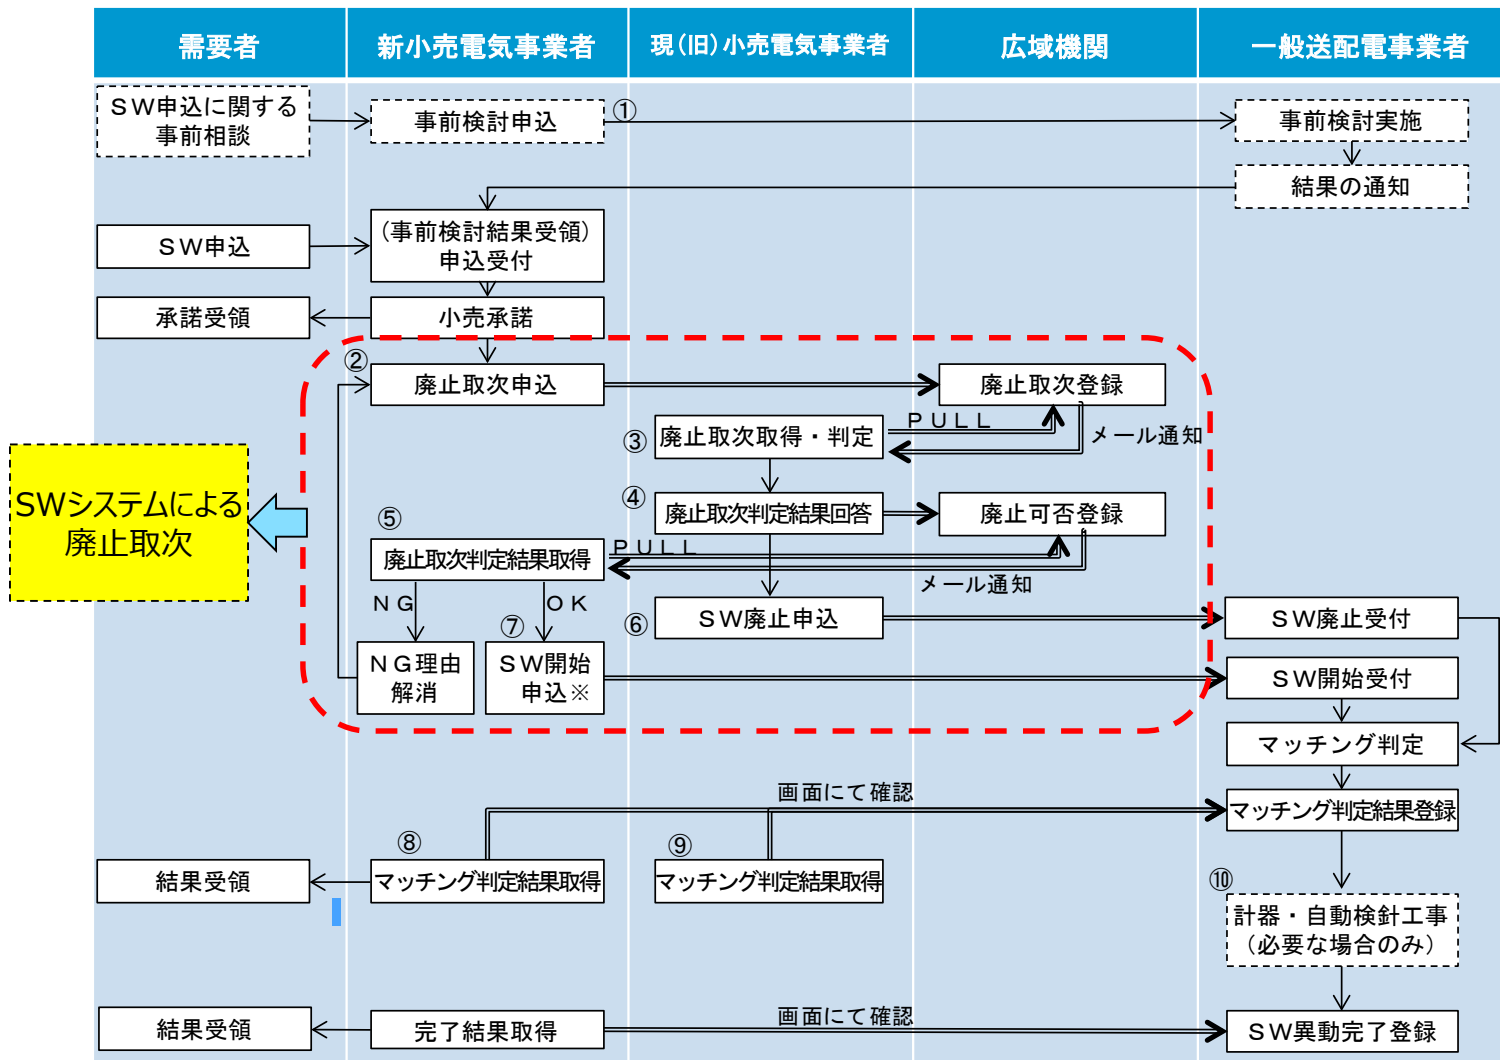 需要者
新小売電気事業者
現(旧)小売電気事業者
広域機関
一般送配電事業者
ＳＷ申込に関する
事前相談
事前検討申込
①
事前検討実施
結果の通知
ＳＷ申込
(事前検討結果受領)
申込受付
承諾受領
小売承諾
②
廃止取次申込
廃止取次登録
③
廃止取次取得・判定
ＰＵＬＬ
メール通知
SWシステムによる
廃止取次
④
廃止取次判定結果回答
廃止可否登録
⑤
廃止取次判定結果取得
ＰＵＬＬ
メール通知
ＮＧ
ＯＫ
⑥
ＳＷ廃止申込
ＳＷ廃止受付
⑦
ＮＧ理由
解消
ＳＷ開始
申込※
ＳＷ開始受付
マッチング判定
画面にて確認
マッチング判定結果登録
⑧
⑨
結果受領
マッチング判定結果取得
マッチング判定結果取得
⑩
計器・自動検針工事
（必要な場合のみ）
結果受領
完了結果取得
画面にて確認
ＳＷ異動完了登録